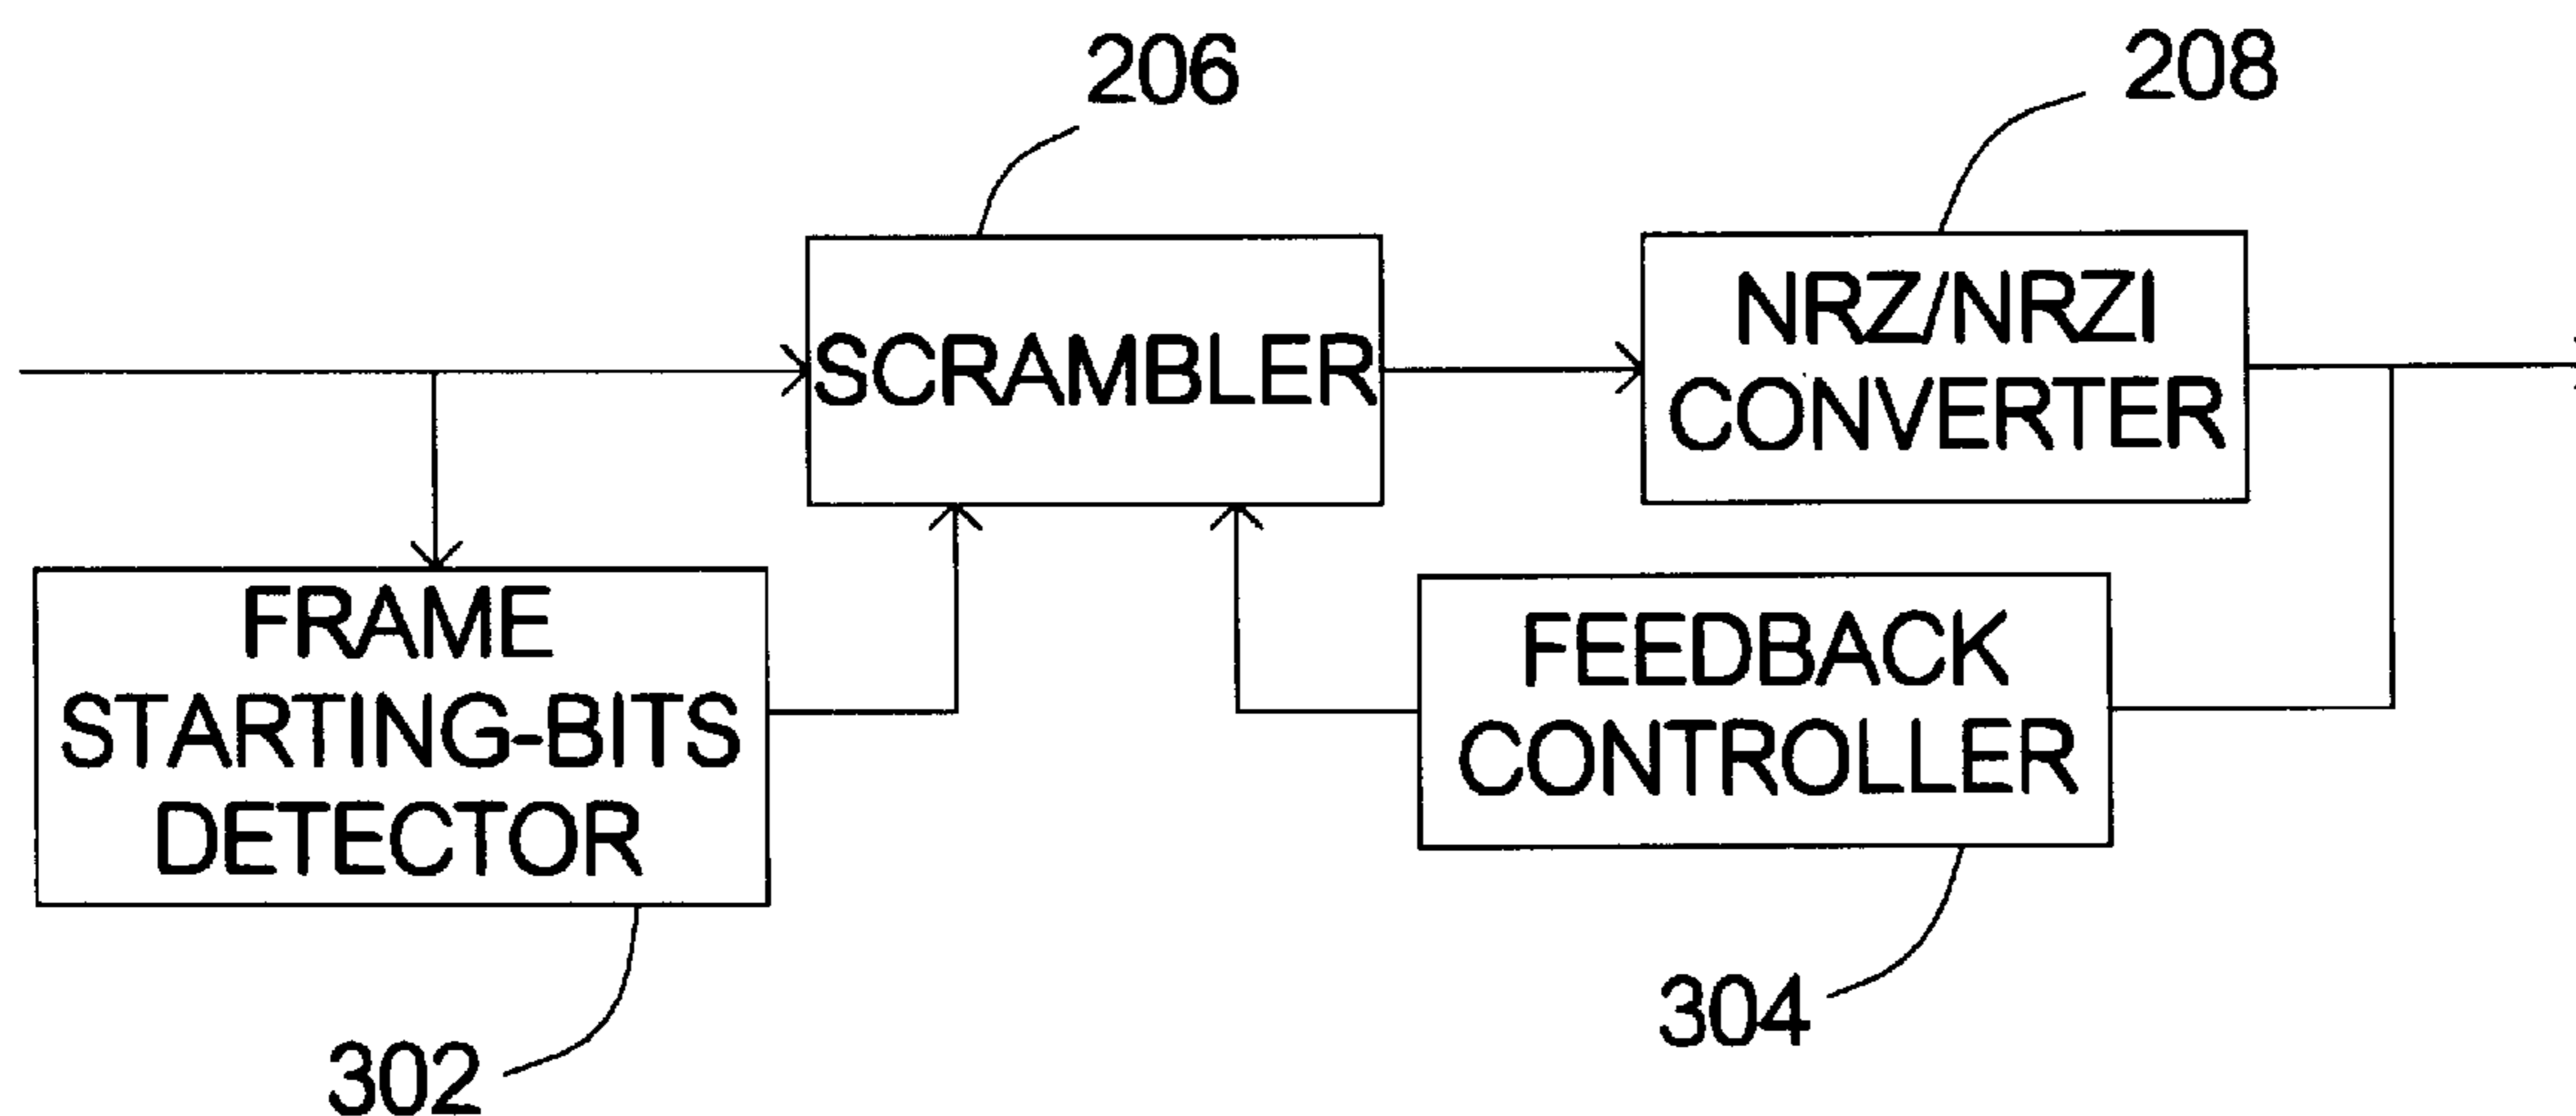 206
208
SCRAMBLER
NRZ/NRZI
CONVERTER
FRAME
STARTING-BITS
DETECTOR
FEEDBACK
CONTROLLER
302
304